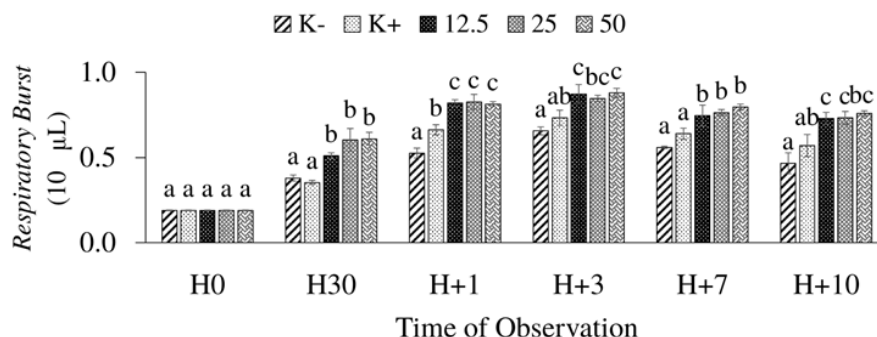 K- K+ 12.5 25 50
Respiratory Burst
(10 µL)
1.0
0.5
0.0
a a a a a
a a b b b
a b c c c
a ab c bc c
a a b b b
a ab c cbc
H0 H30 H+1 H+3 H+7 H+10
Time of Observation